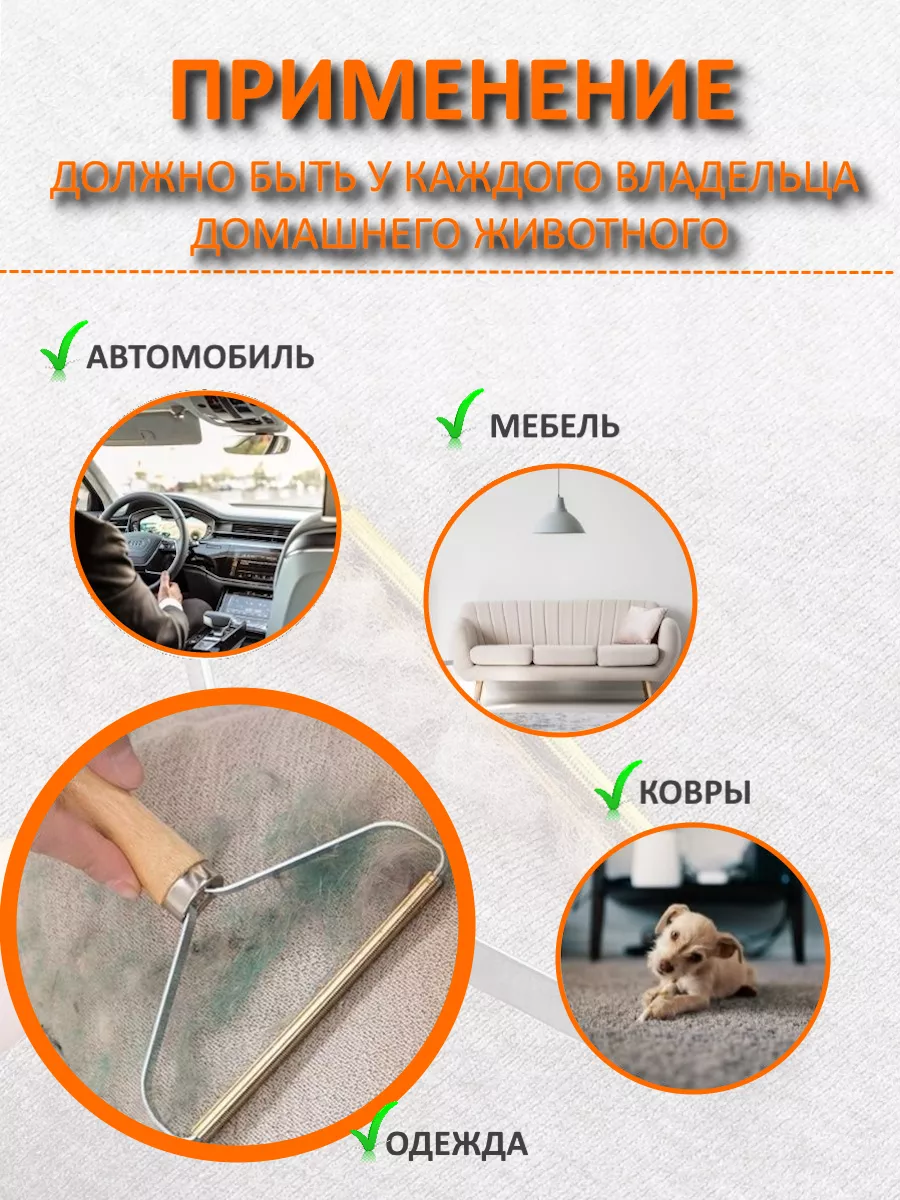 ПРИМЕНЕНИЕ
ДОЛЖНО БЫТЬ У КАЖДОГО ВЛАДЕЛЬЦА
ДОМАШНЕГО ЖИВОТНОГО
АВТОМОБИЛЬ
МЕБЕЛЬ
КОВРЫ
ОДЕЖДА